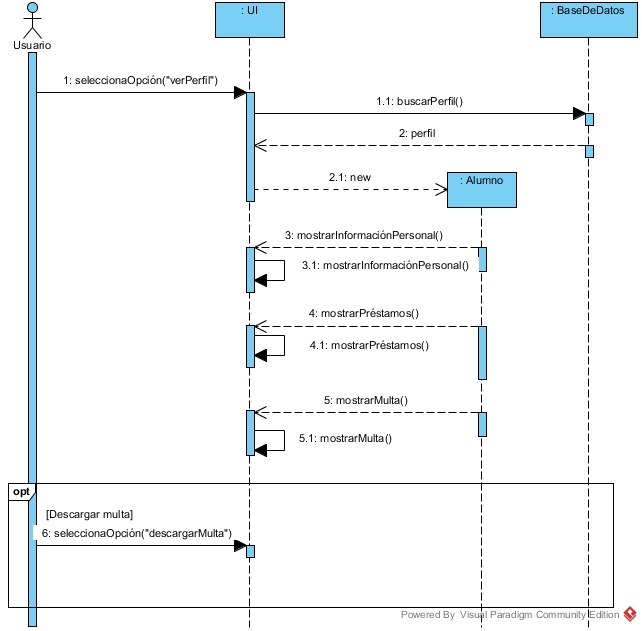 : UI
: BaseDeDatos
Usuario
1: seleccionaOpción("verPerfil")
1.1: buscarPerfil()
2: perfil
2.1: new
: Alumno
3: mostrarInformaciónPersonal()
3.1: mostrarInformaciónPersonal()
4: mostrarPréstamos()
4.1: mostrarPréstamos()
5: mostrarMulta()
5.1: mostrarMulta()
opt
[Descargar multa]
6: seleccionaOpción("descargarMulta")
Powered By Visual Paradigm Community Edition